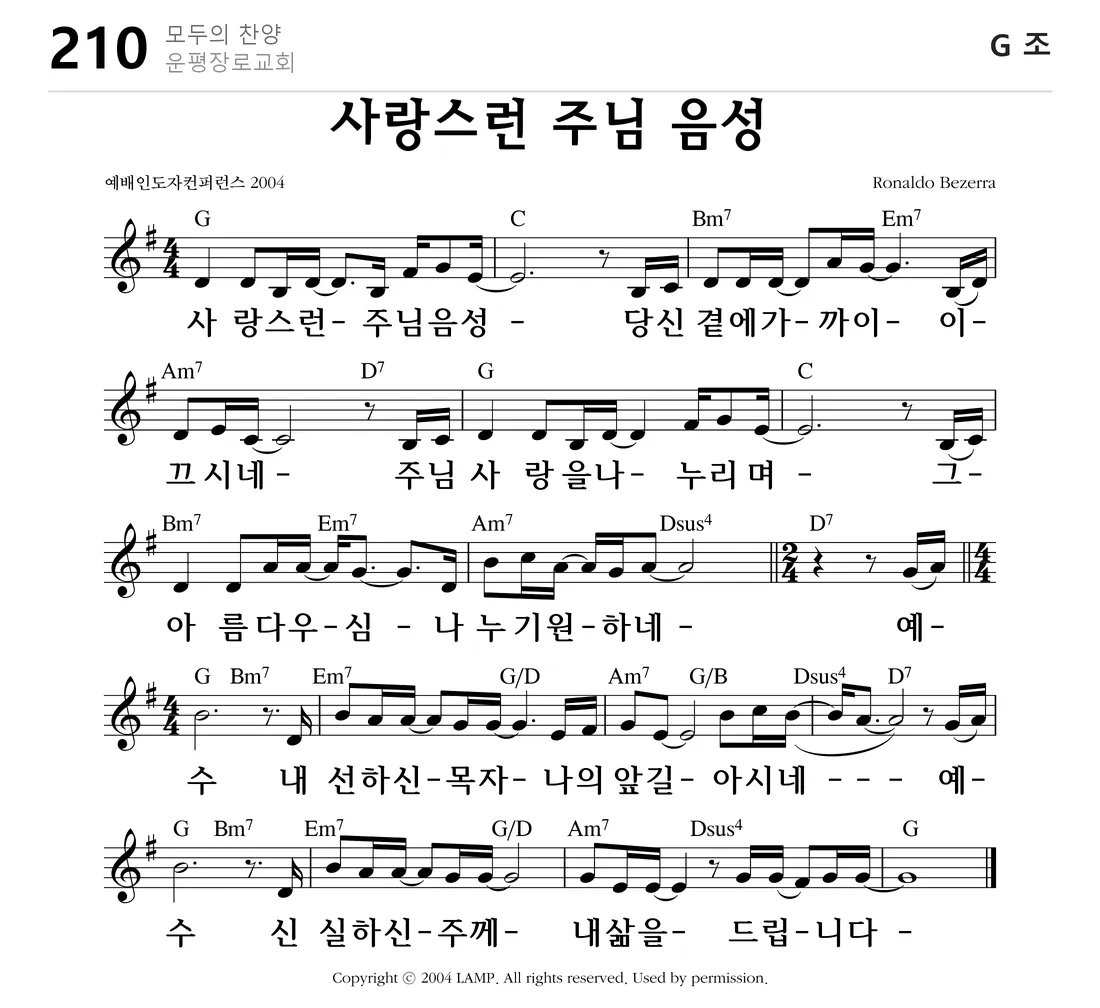 210 모두의 찬양
운평장로교회
G 조
사랑스런 주님 음성
예배인도자컨퍼런스 2004 Ronaldo Bezerra
G C Bm7 Em7
사 랑스런- 주님음성 - 당신 곁에가-까이- 이-
Am7 D7 G C
끄시네- 주님 사 랑을나- 누리며 - 그-
Bm7 Em7 Am7 Dsus4 D7
아 름다우-심 - 나 누기원-하네 - 예-
G Bm7 Em7 G/D Am7 G/B Dsus4 D7
수 내 선하신-목자- 나의앞길- 아시네 - - - 예-
G Bm7 Em7 G/D Am7 Dsus4 G
수 신 실하신-주께- 내삶을- 드립-니다 -
Copyright ⓒ 2004 LAMP. All rights reserved. Used by permission.